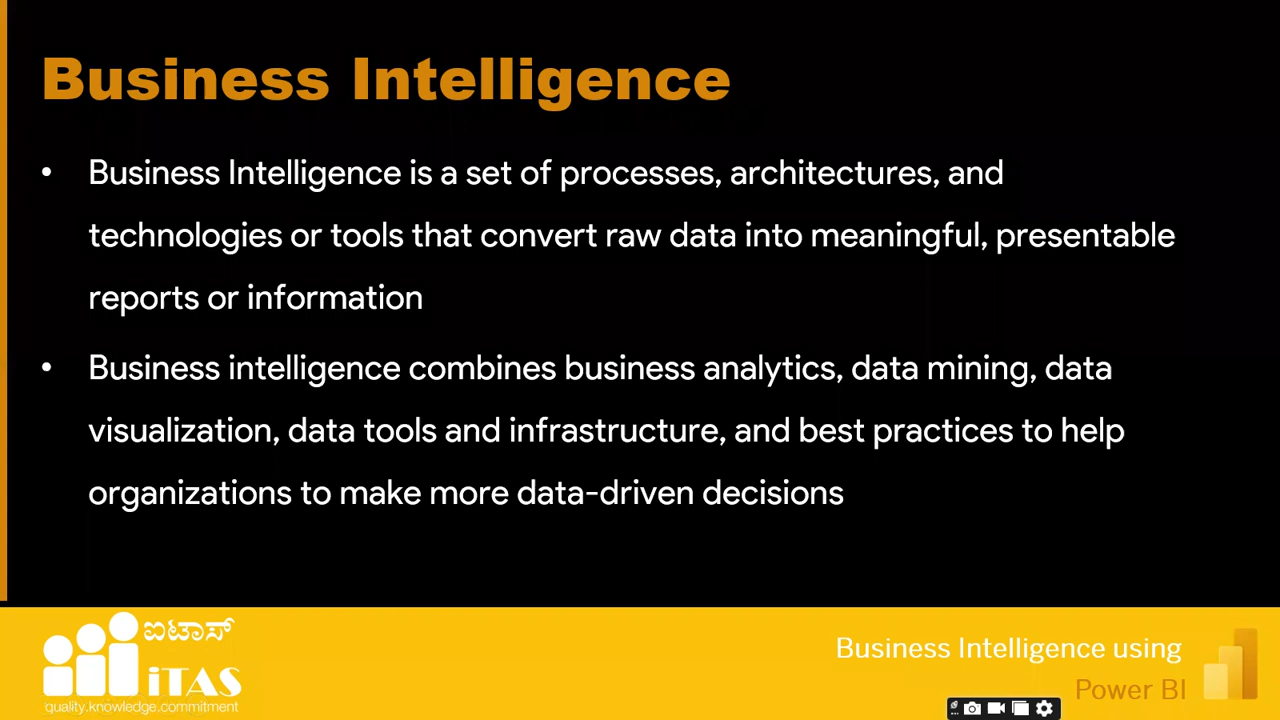 Business Intelligence
• Business Intelligence is a set of processes, architectures, and
technologies or tools that convert raw data into meaningful, presentable
reports or information
• Business intelligence combines business analytics, data mining, data
visualization, data tools and infrastructure, and best practices to help
organizations to make more data-driven decisions
ಐಟಾಸ್
iTAS
quality.knowledge.commitment
Business Intelligence using
Power BI